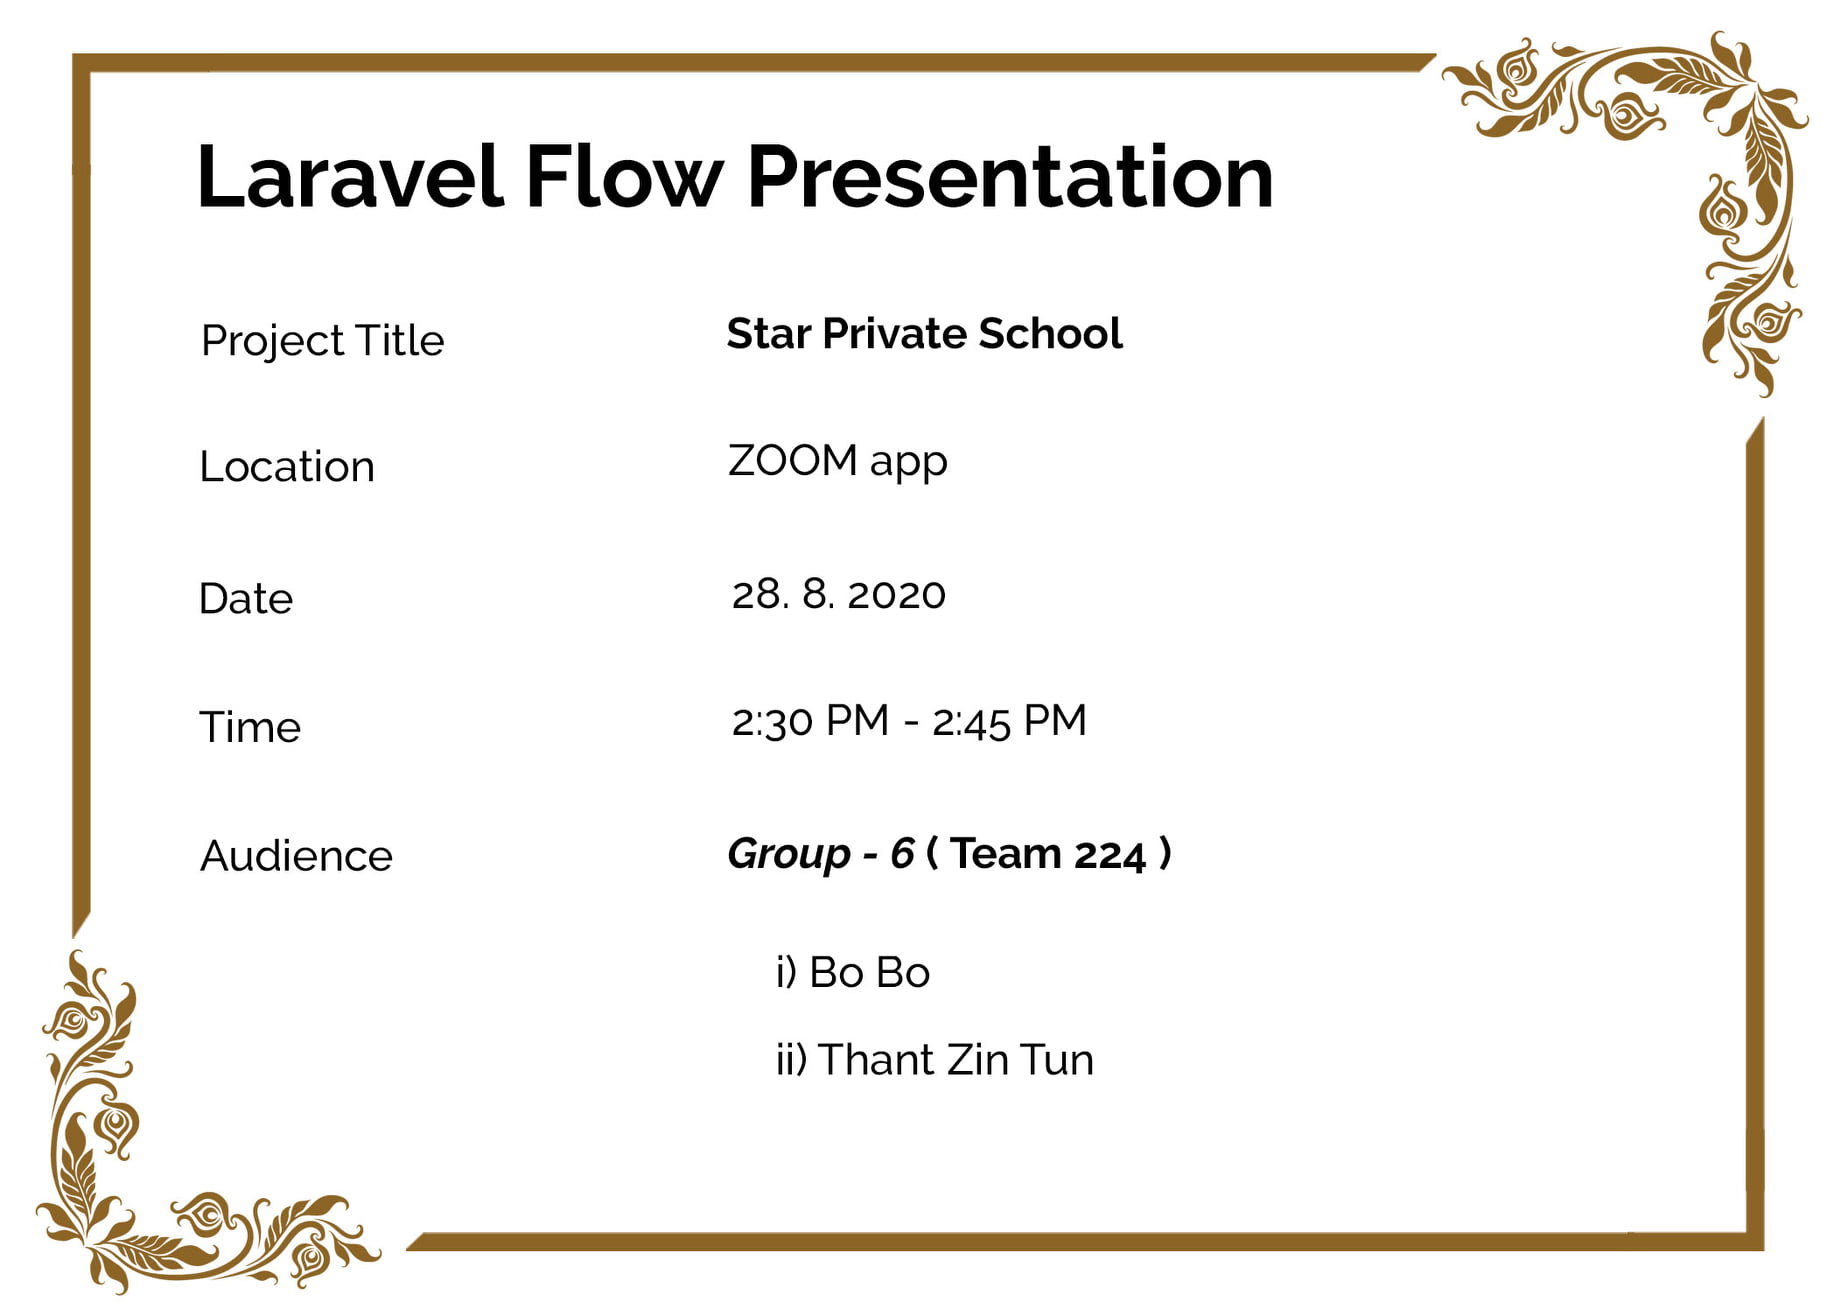 Laravel Flow Presentation
Project Title Star Private School
Location ZOOM app
Date 28. 8. 2020
Time 2:30 PM - 2:45 PM
Audience Group - 6 ( Team 224 )
i) Bo Bo
ii) Thant Zin Tun